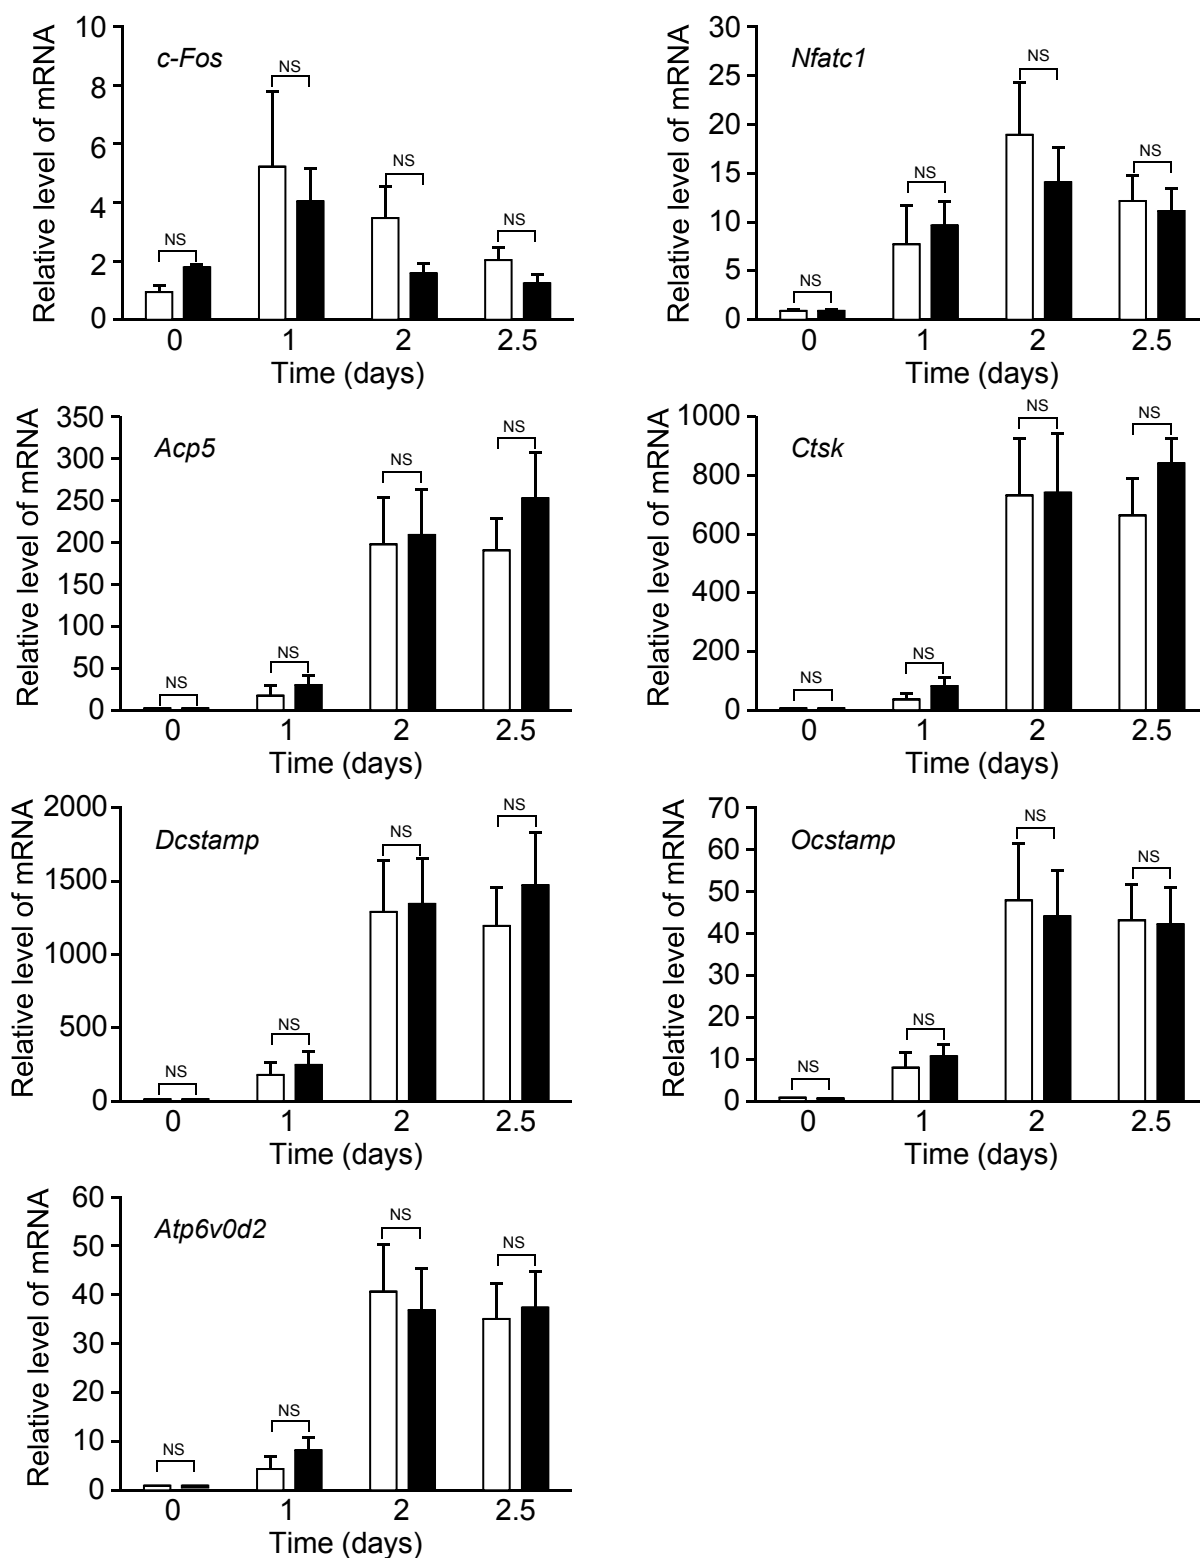 Relative level of mRNA
10
8
6
4
2
0
c-Fos
NS
NS
NS
NS
0 1 2 2.5
Time (days)
Relative level of mRNA
30
25
20
15
10
5
0
Nfatc1
NS
NS
NS
NS
0 1 2 2.5
Time (days)
Relative level of mRNA
350
300
250
200
150
100
50
0
Acp5
NS
NS
NS
NS
0 1 2 2.5
Time (days)
Relative level of mRNA
1000
800
600
400
200
0
Ctsk
NS
NS
NS
NS
0 1 2 2.5
Time (days)
Relative level of mRNA
2000
1500
1000
500
0
Dcstamp
NS
NS
NS
NS
0 1 2 2.5
Time (days)
Relative level of mRNA
70
60
50
40
30
20
10
0
Ocstamp
NS
NS
NS
NS
0 1 2 2.5
Time (days)
Relative level of mRNA
60
50
40
30
20
10
0
Atp6v0d2
NS
NS
NS
NS
0 1 2 2.5
Time (days)